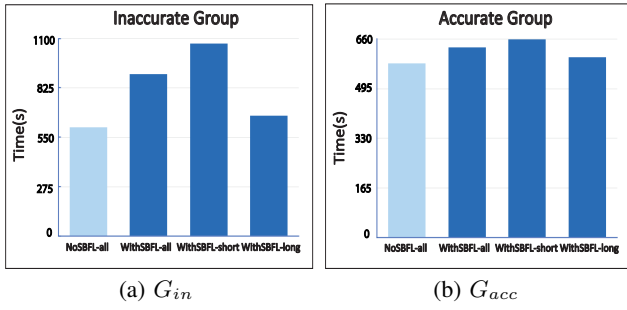 Inaccurate Group
Time(s)
1100
825
550
275
0
NoSBFL-all WithSBFL-all WithSBFL-short WithSBFL-long
(a) G_in
Accurate Group
Time(s)
660
495
330
165
0
NoSBFL-all WithSBFL-all WithSBFL-short WithSBFL-long
(b) G_acc